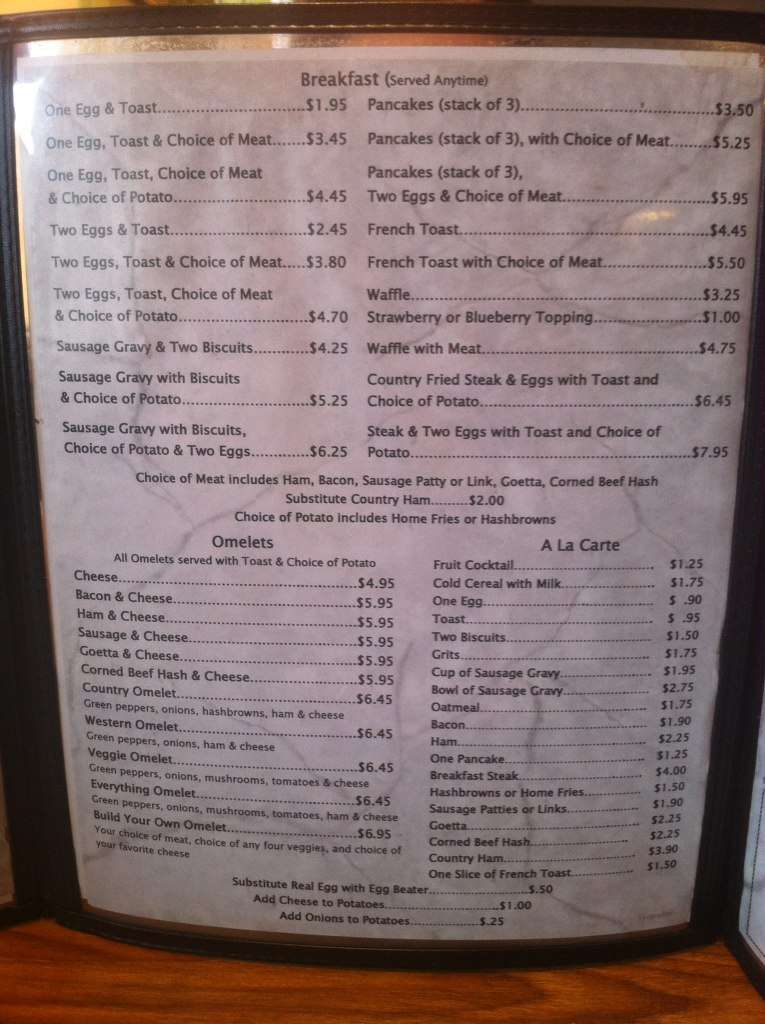 Breakfast (Served Anytime)
One Egg & Toast..............................$1.95
One Egg, Toast & Choice of Meat.......$3.45
One Egg, Toast, Choice of Meat
& Choice of Potato...........................$4.45
Two Eggs & Toast............................$2.45
Two Eggs, Toast & Choice of Meat.....$3.80
Two Eggs, Toast, Choice of Meat
& Choice of Potato..........................$4.70
Sausage Gravy & Two Biscuits............$4.25
Sausage Gravy with Biscuits
& Choice of Potato..........................$5.25
Sausage Gravy with Biscuits,
Choice of Potato & Two Eggs............$6.25
Pancakes (stack of 3).......................................$3.50
Pancakes (stack of 3), with Choice of Meat.........$5.25
Pancakes (stack of 3),
Two Eggs & Choice of Meat..............................$5.95
French Toast...................................................$4.45
French Toast with Choice of Meat.....................$5.50
Waffle............................................................$3.25
Strawberry or Blueberry Topping......................$1.00
Waffle with Meat.............................................$4.75
Country Fried Steak & Eggs with Toast and
Choice of Potato.............................................$6.45
Steak & Two Eggs with Toast and Choice of
Potato...........................................................$7.95
Choice of Meat includes Ham, Bacon, Sausage Patty or Link, Goetta, Corned Beef Hash
Substitute Country Ham.........$2.00
Choice of Potato includes Home Fries or Hashbrowns
Omelets
All Omelets served with Toast & Choice of Potato
Cheese....................................................$4.95
Bacon & Cheese........................................$5.95
Ham & Cheese..........................................$5.95
Sausage & Cheese.....................................$5.95
Goetta & Cheese.......................................$5.95
Corned Beef Hash & Cheese.......................$5.95
Country Omelet........................................$6.45
Green peppers, onions, hashbrowns, ham & cheese
Western Omelet........................................$6.45
Green peppers, onions, ham & cheese
Veggie Omelet..........................................$6.45
Green peppers, onions, mushrooms, tomatoes & cheese
Everything Omelet....................................$6.45
Green peppers, onions, mushrooms, tomatoes, ham & cheese
Build Your Own Omelet.............................$6.95
Your choice of meat, choice of any four veggies, and choice of
your favorite cheese
A La Carte
Fruit Cocktail................................... $1.25
Cold Cereal with Milk....................... $1.75
One Egg.......................................... $ .90
Toast............................................... $ .95
Two Biscuits.................................... $1.50
Grits................................................ $1.75
Cup of Sausage Gravy...................... $1.95
Bowl of Sausage Gravy..................... $2.75
Oatmeal.......................................... $1.75
Bacon.............................................. $1.90
Ham................................................ $2.25
One Pancake................................... $1.25
Breakfast Steak............................... $4.00
Hashbrowns or Home Fries.............. $1.50
Sausage Patties or Links.................. $1.90
Goetta............................................ $2.25
Corned Beef Hash........................... $2.25
Country Ham.................................. $3.90
One Slice of French Toast................ $1.50
Substitute Real Egg with Egg Beater.........................$.50
Add Cheese to Potatoes..............................$1.00
Add Onions to Potatoes..................$.25